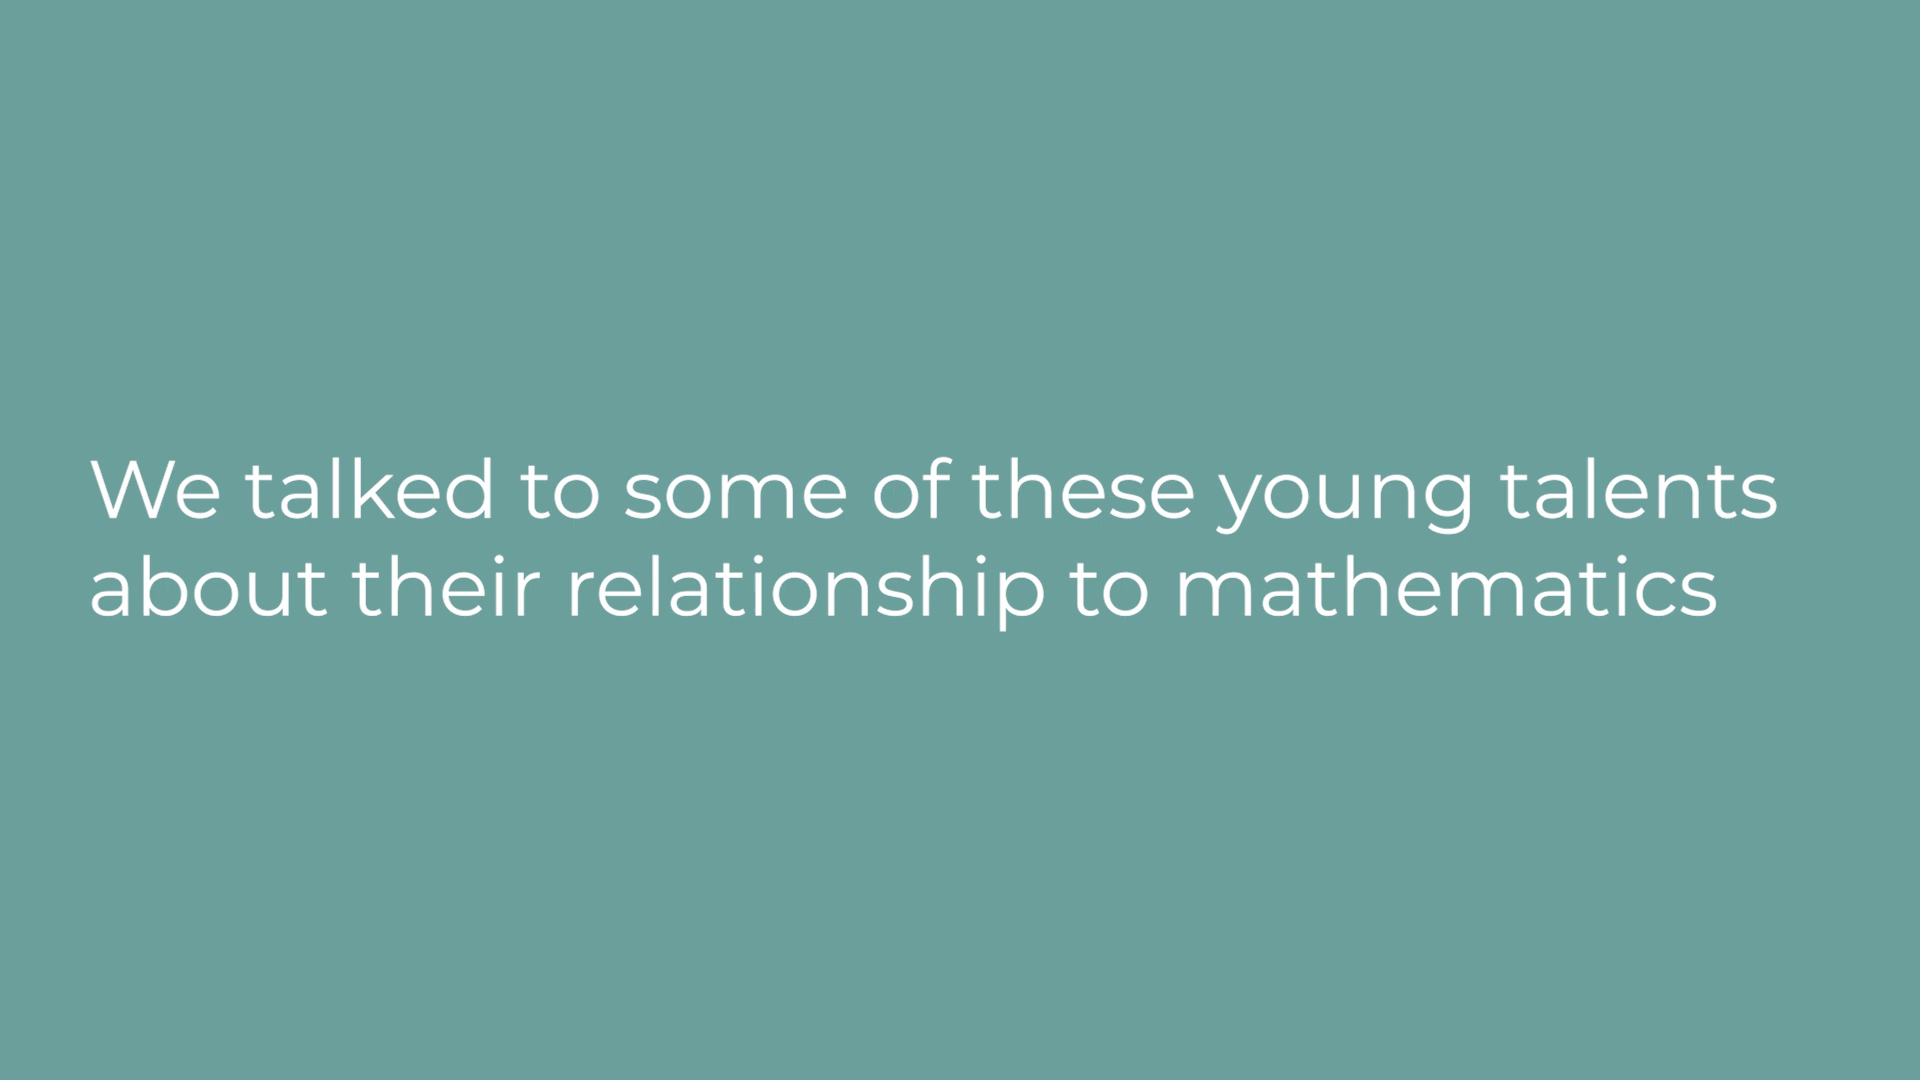 We talked to some of these young talents
about their relationship to mathematics